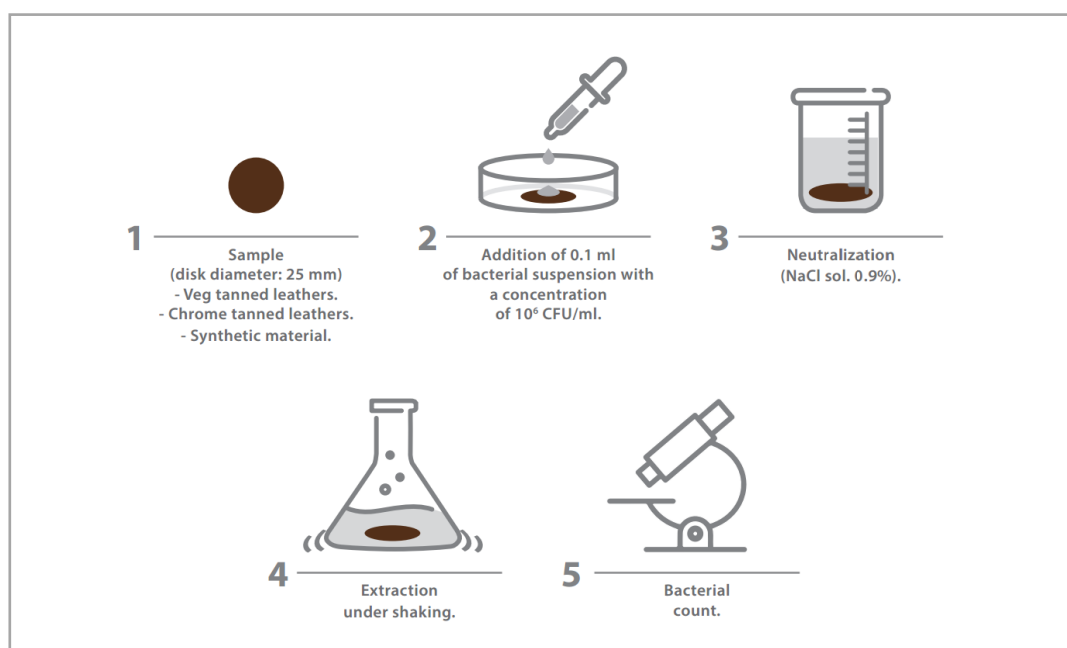 1
Sample
(disk diameter: 25 mm)
- Veg tanned leathers.
- Chrome tanned leathers.
- Synthetic material.
2
Addition of 0.1 ml
of bacterial suspension with
a concentration
of 10⁶ CFU/ml.
3
Neutralization
(NaCl sol. 0.9%).
4
Extraction
under shaking.
5
Bacterial
count.